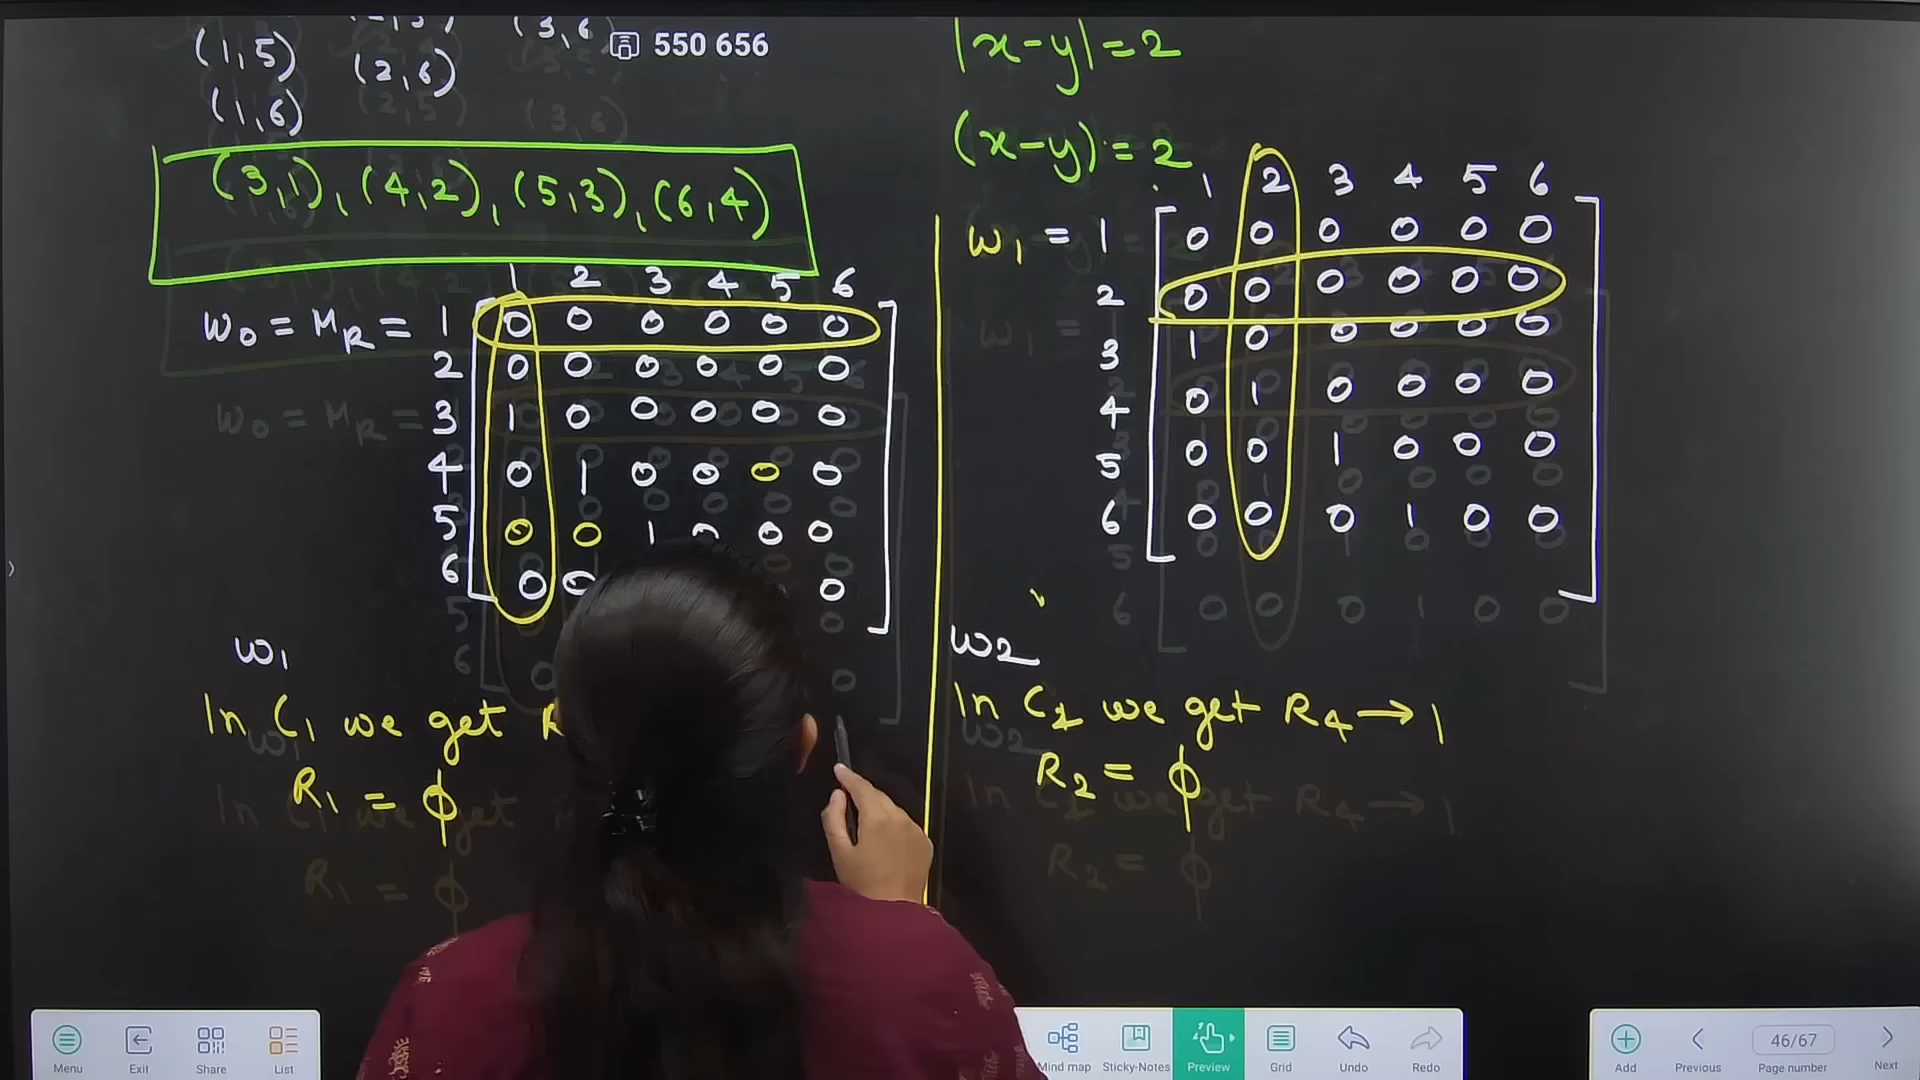 (1,5) (2,6) (3,6
(1,6)
550 656
(3,1), (4,2), (5,3), (6,4)
1 2 3 4 5 6
W0 = MR = 1 0 0 0 0 0 0
2 0 0 0 0 0 0
3 1 0 0 0 0 0
4 0 1 0 0 0 0
5 0 0 1 0 0 0
6 0 0 0
W1
In C1 we get R
R1 = ϕ
|x-y| = 2
(x-y) = 2
1 2 3 4 5 6
W1 = 1 0 0 0 0 0 0
2 0 0 0 0 0 0
3 1 0 0 0 0 0
4 0 1 0 0 0 0
5 0 0 1 0 0 0
6 0 0 0 1 0 0
W2
In C2 we get R4 → 1
R2 = ϕ
Menu Exit Share List
Mind map Sticky-Notes Preview Grid Undo Redo
46/67
Add Previous Page number Next